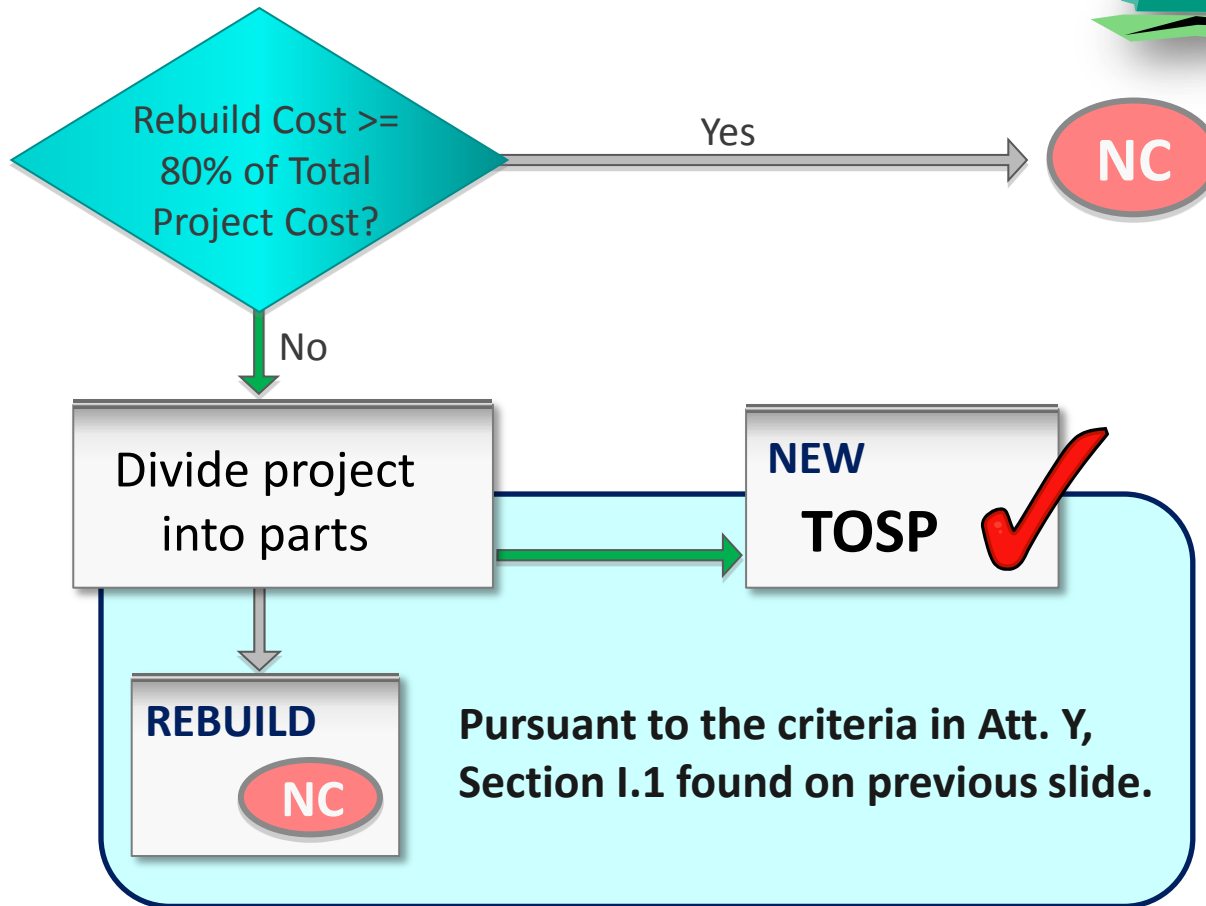 Rebuild Cost >=
80% of Total
Project Cost?
Yes
NC
No
Divide project
into parts
NEW
TOSP
REBUILD
NC
Pursuant to the criteria in Att. Y,
Section I.1 found on previous slide.